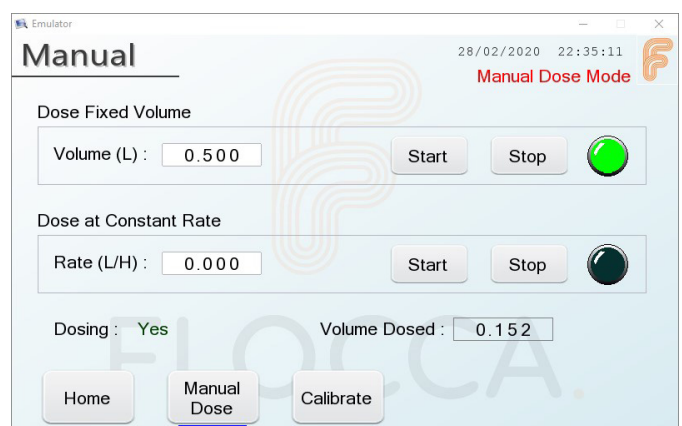 Emulator
Manual
28/02/2020 22:35:11
Manual Dose Mode
Dose Fixed Volume
Volume (L) : 0.500 Start Stop
Dose at Constant Rate
Rate (L/H) : 0.000 Start Stop
Dosing : Yes Volume Dosed : 0.152
FLOCCA.
Home Manual Dose Calibrate